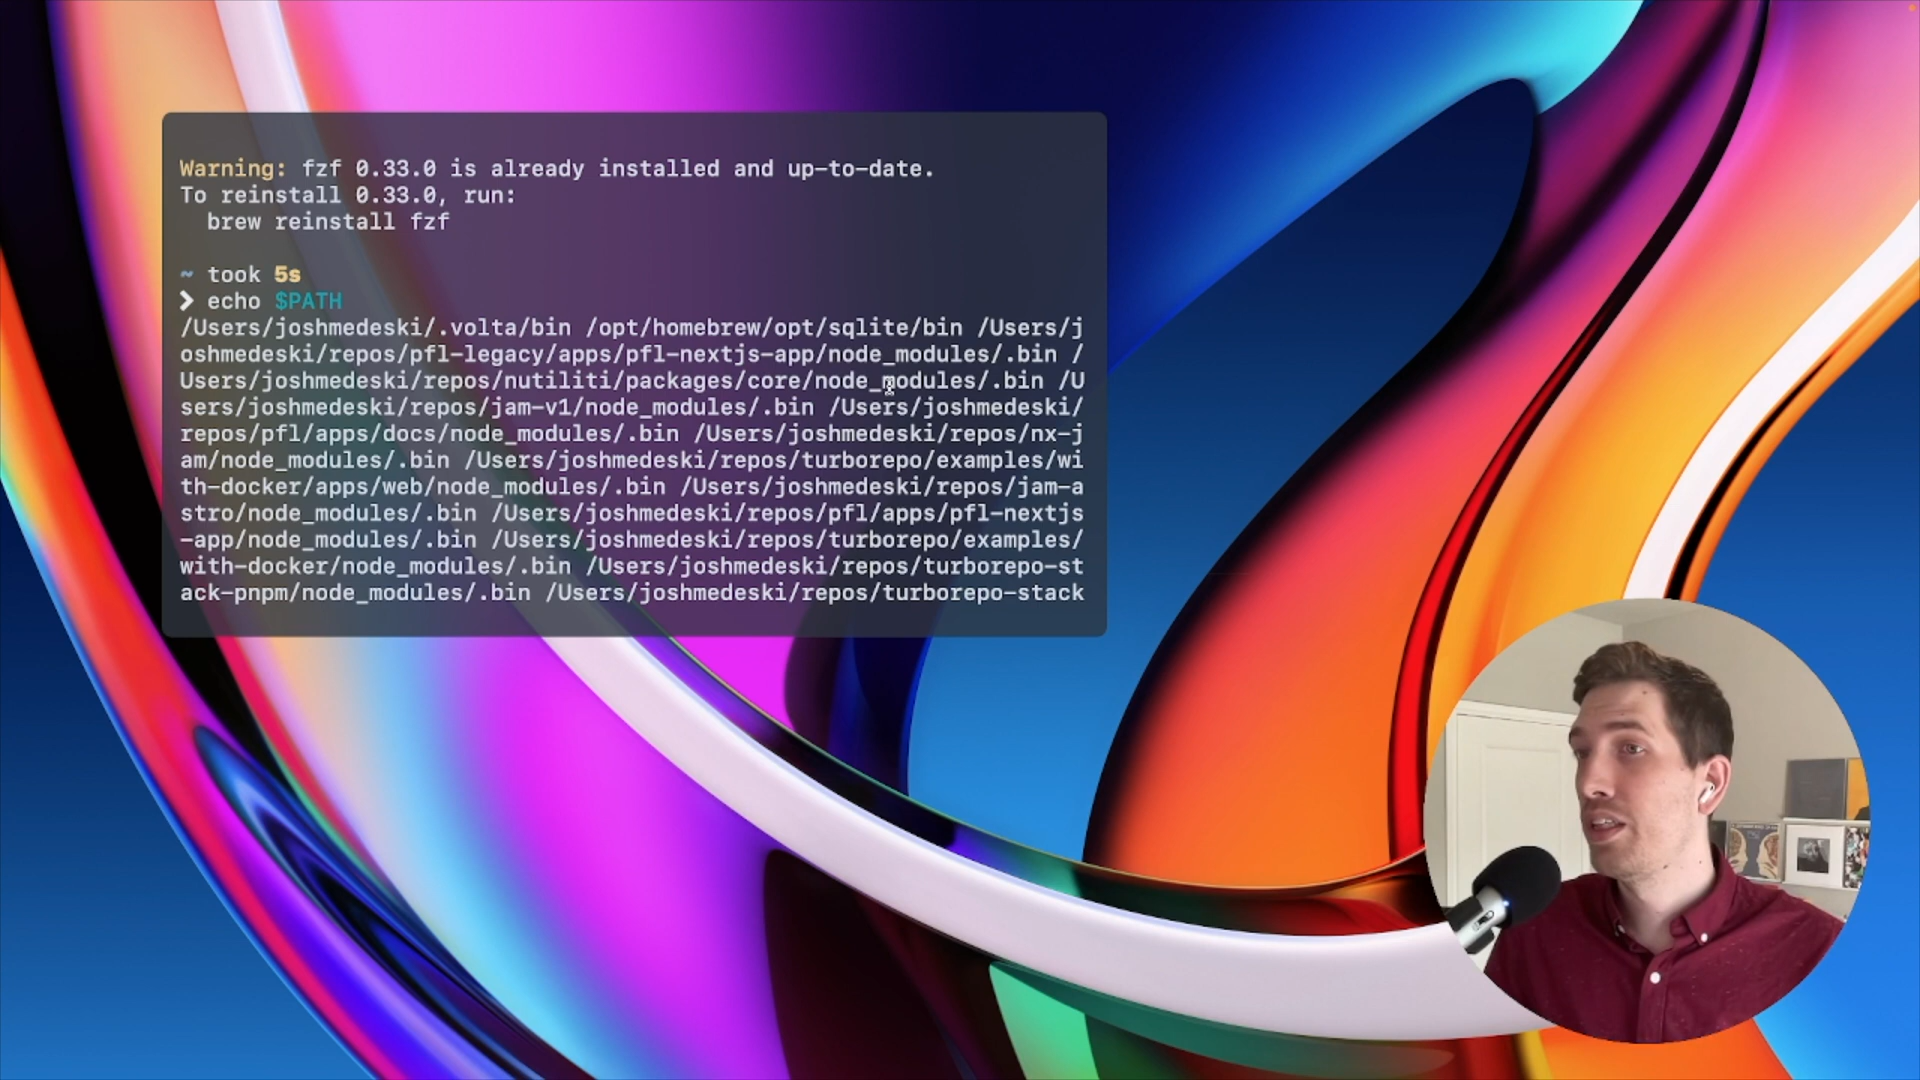 Warning: fzf 0.33.0 is already installed and up-to-date.
To reinstall 0.33.0, run:
  brew reinstall fzf
~ took 5s
❯ echo $PATH
/Users/joshmedeski/.volta/bin /opt/homebrew/opt/sqlite/bin /Users/j
oshmedeski/repos/pfl-legacy/apps/pfl-nextjs-app/node_modules/.bin /
Users/joshmedeski/repos/nutiliti/packages/core/node_modules/.bin /U
sers/joshmedeski/repos/jam-v1/node_modules/.bin /Users/joshmedeski/
repos/pfl/apps/docs/node_modules/.bin /Users/joshmedeski/repos/nx-j
am/node_modules/.bin /Users/joshmedeski/repos/turborepo/examples/wi
th-docker/apps/web/node_modules/.bin /Users/joshmedeski/repos/jam-a
stro/node_modules/.bin /Users/joshmedeski/repos/pfl/apps/pfl-nextjs
-app/node_modules/.bin /Users/joshmedeski/repos/turborepo/examples/
with-docker/node_modules/.bin /Users/joshmedeski/repos/turborepo-st
ack-pnpm/node_modules/.bin /Users/joshmedeski/repos/turborepo-stack